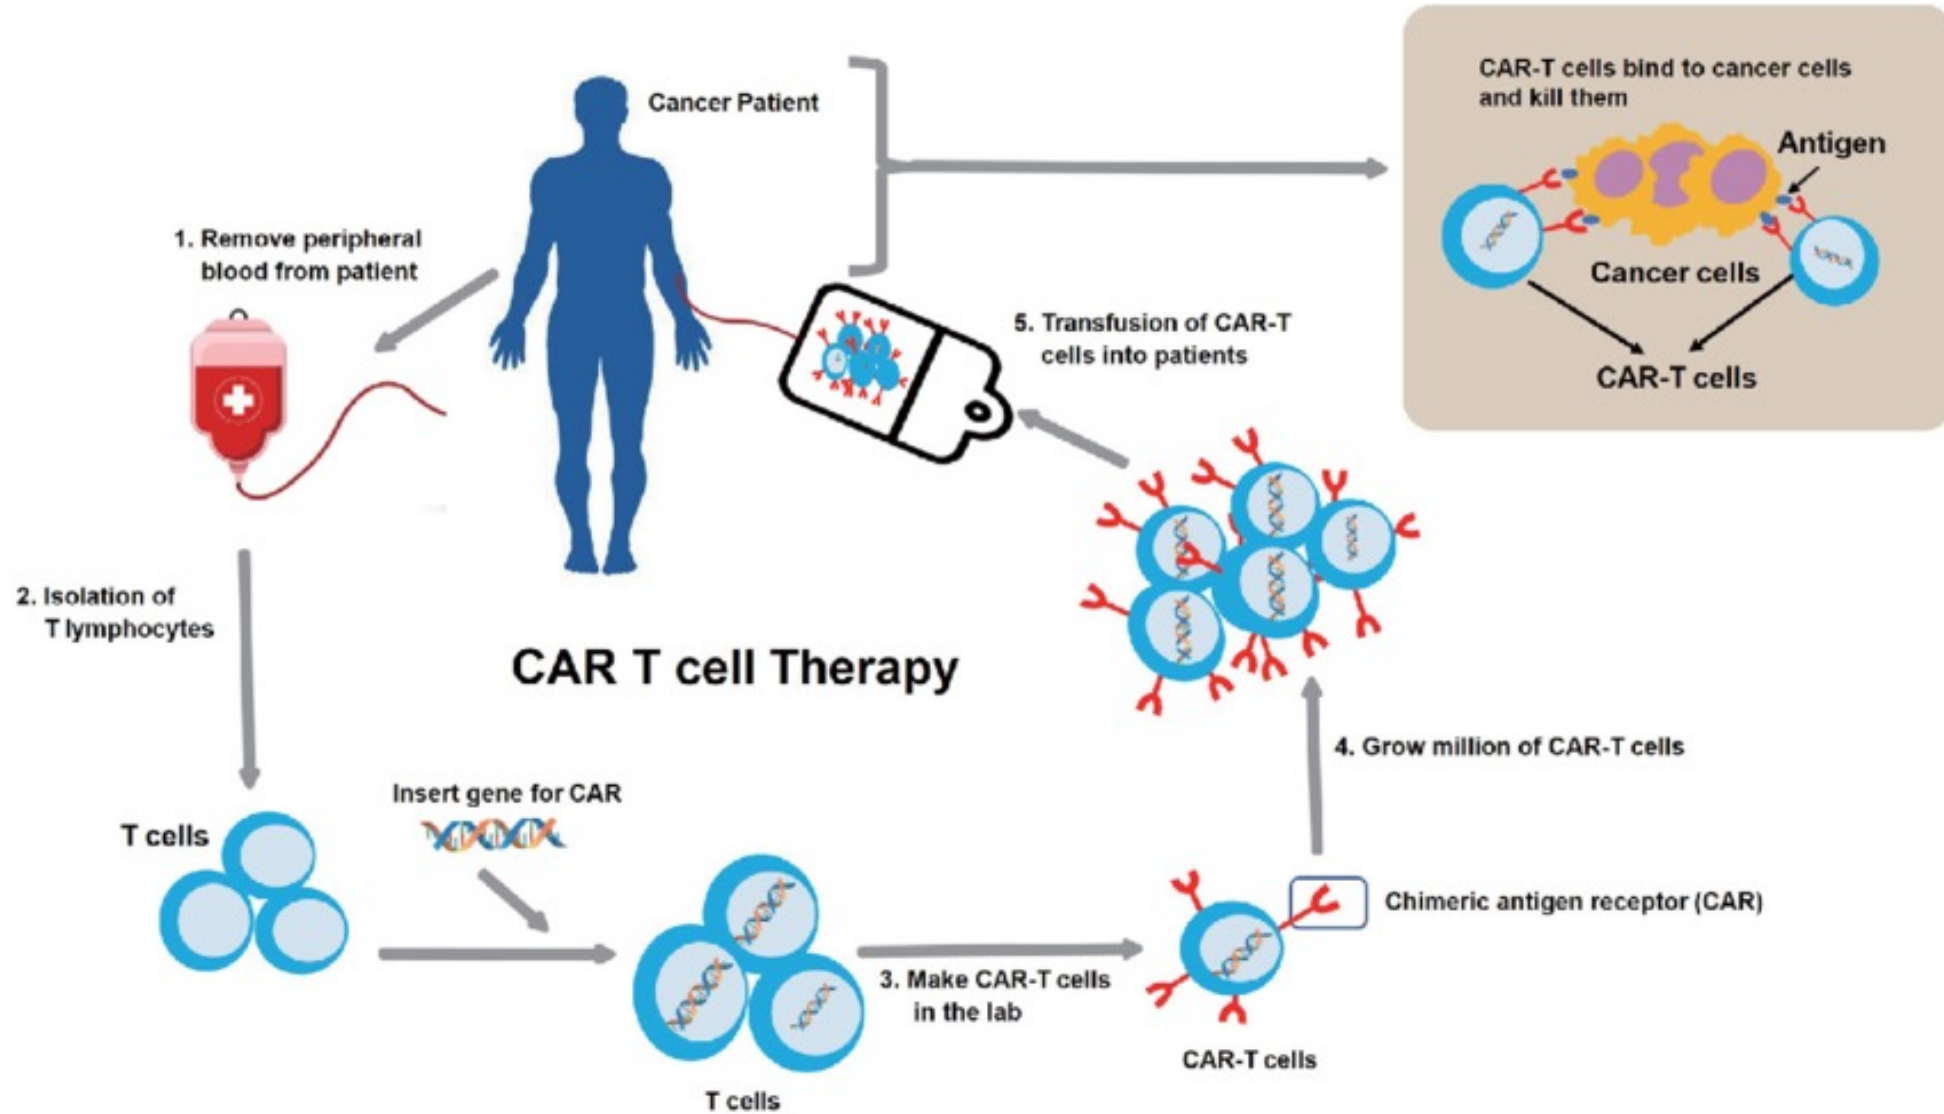 Cancer Patient
CAR-T cells bind to cancer cells
and kill them
Antigen
Cancer cells
CAR-T cells
1. Remove peripheral
blood from patient
5. Transfusion of CAR-T
cells into patients
2. Isolation of
T lymphocytes
CAR T cell Therapy
4. Grow million of CAR-T cells
T cells
Insert gene for CAR
T cells
3. Make CAR-T cells
in the lab
Chimeric antigen receptor (CAR)
CAR-T cells